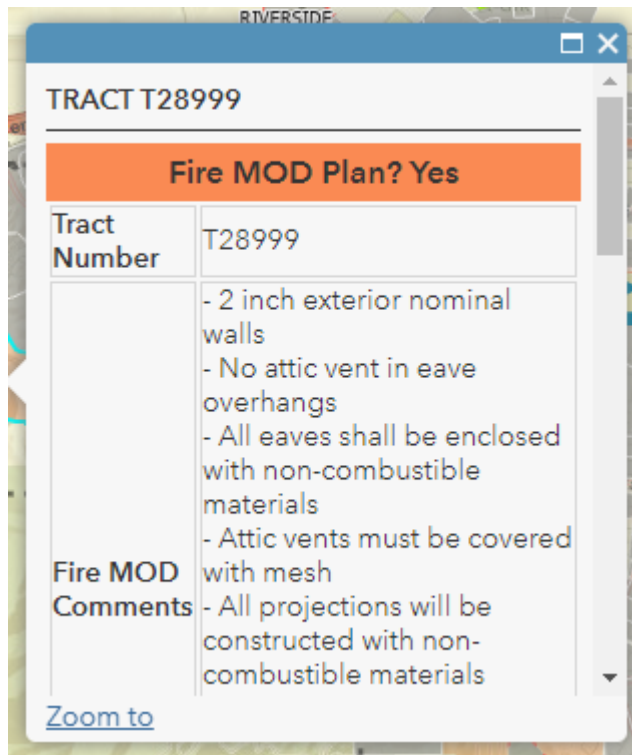 RIVERSIDE
TRACT T28999
Fire MOD Plan? Yes
Tract
Number
T28999
Fire MOD
Comments
- 2 inch exterior nominal
walls
- No attic vent in eave
overhangs
- All eaves shall be enclosed
with non-combustible
materials
- Attic vents must be covered
with mesh
- All projections will be
constructed with non-
combustible materials
Zoom to